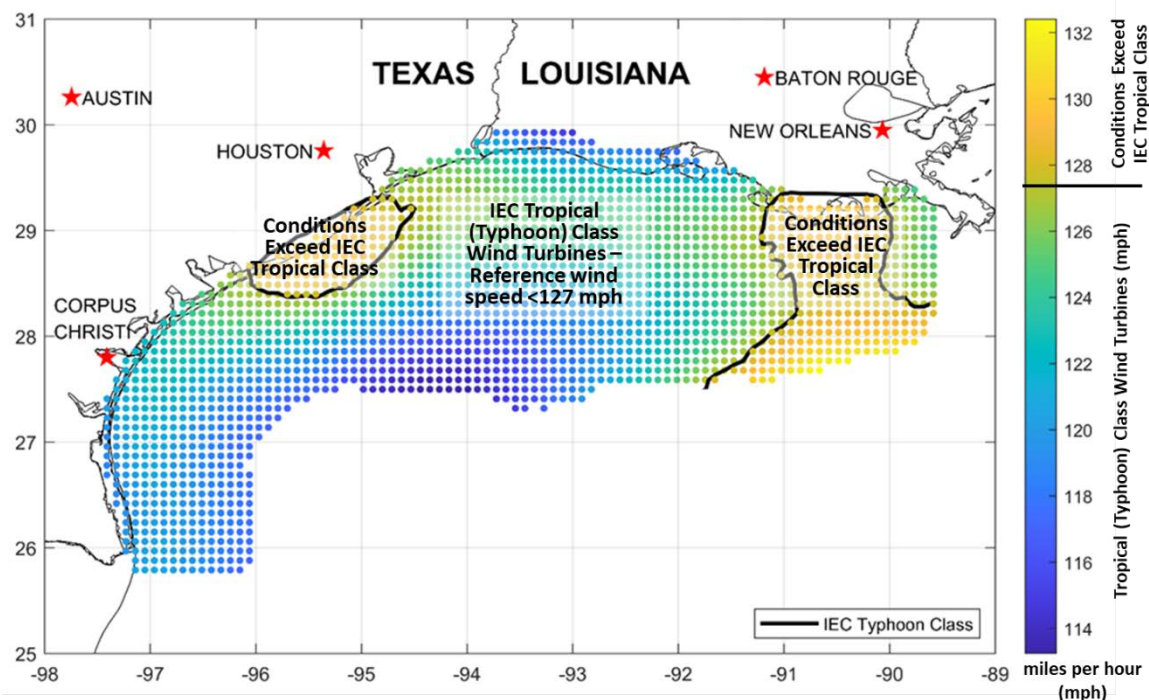 31
30
29
28
27
26
25
-98
-97
-96
-95
-94
-93
-92
-91
-90
-89
TEXAS
LOUISIANA
AUSTIN
HOUSTON
BATON ROUGE
NEW ORLEANS
CORPUS
CHRISTI
Conditions
Exceed IEC
Tropical Class
IEC Tropical
(Typhoon) Class
Wind Turbines –
Reference wind
speed <127 mph
Conditions
Exceed IEC
Tropical
Class
IEC Typhoon Class
132
130
128
126
124
122
120
118
116
114
Conditions Exceed
IEC Tropical Class
Tropical (Typhoon) Class Wind Turbines (mph)
miles per hour
(mph)